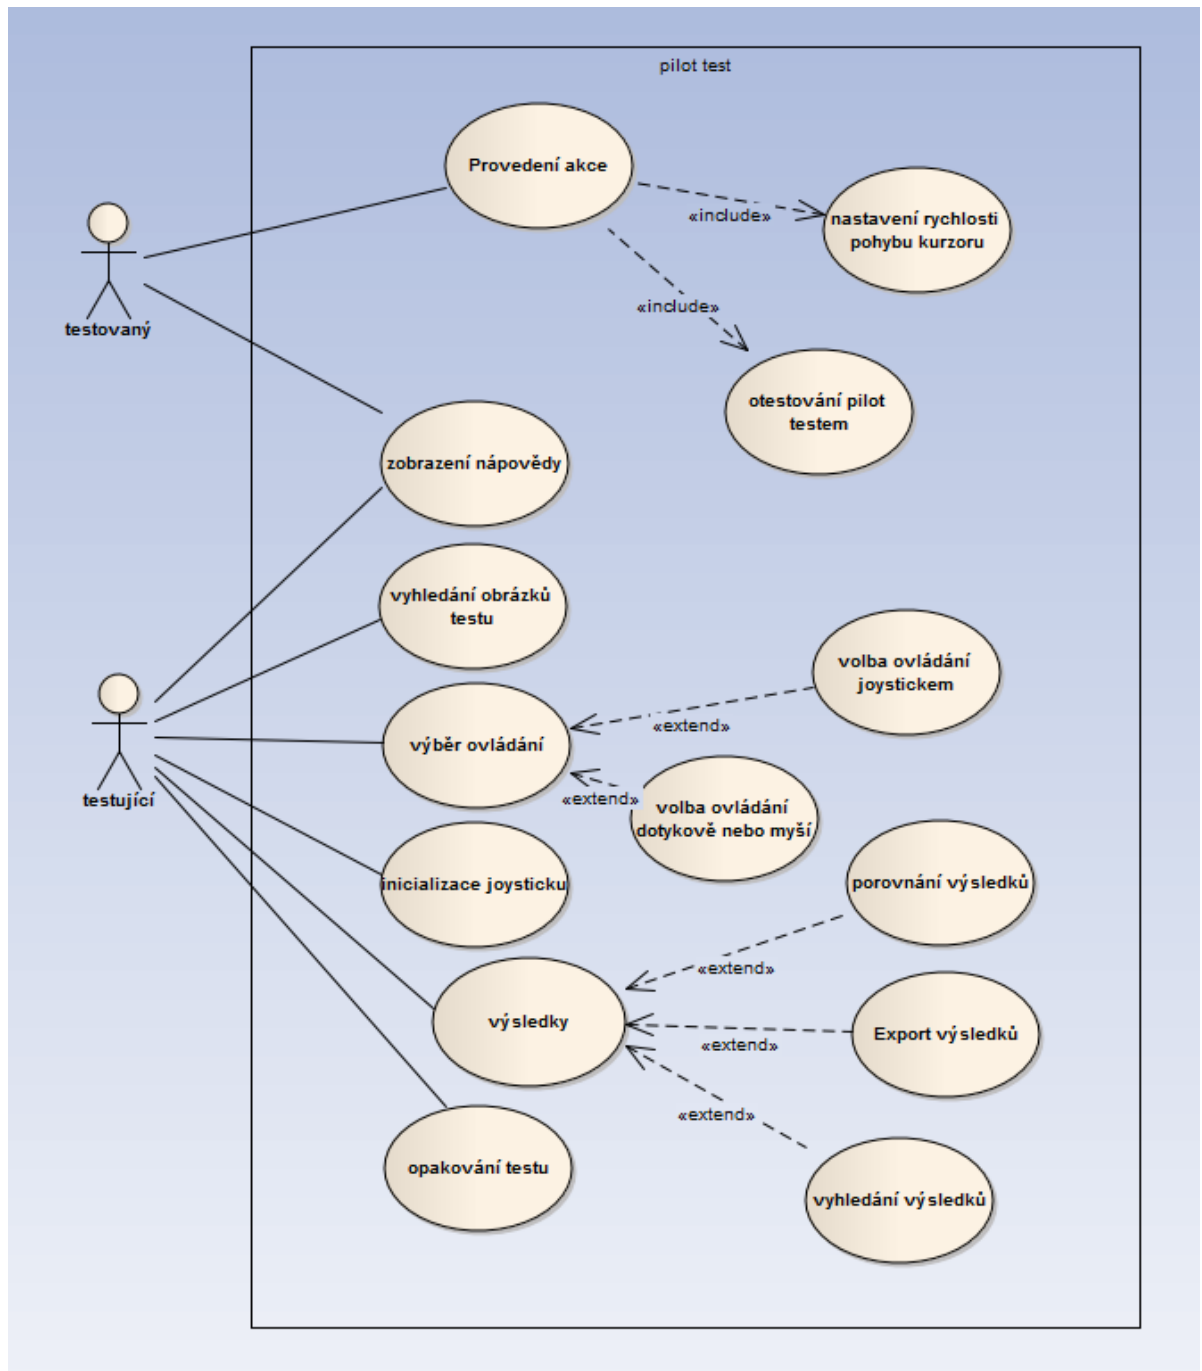 pilot test
Provedení akce
«include»
nastavení rychlosti
pohybu kurzoru
testovaný
«include»
otestování pilot
testem
zobrazení nápovědy
vyhledání obrázků
testu
volba ovládání
joystickem
výběr ovládání
«extend»
testující
«extend»
volba ovládání
dotykově nebo myší
inicializace joysticku
porovnání výsledků
«extend»
výsledky
Export výsledků
«extend»
«extend»
opakování testu
vyhledání výsledků